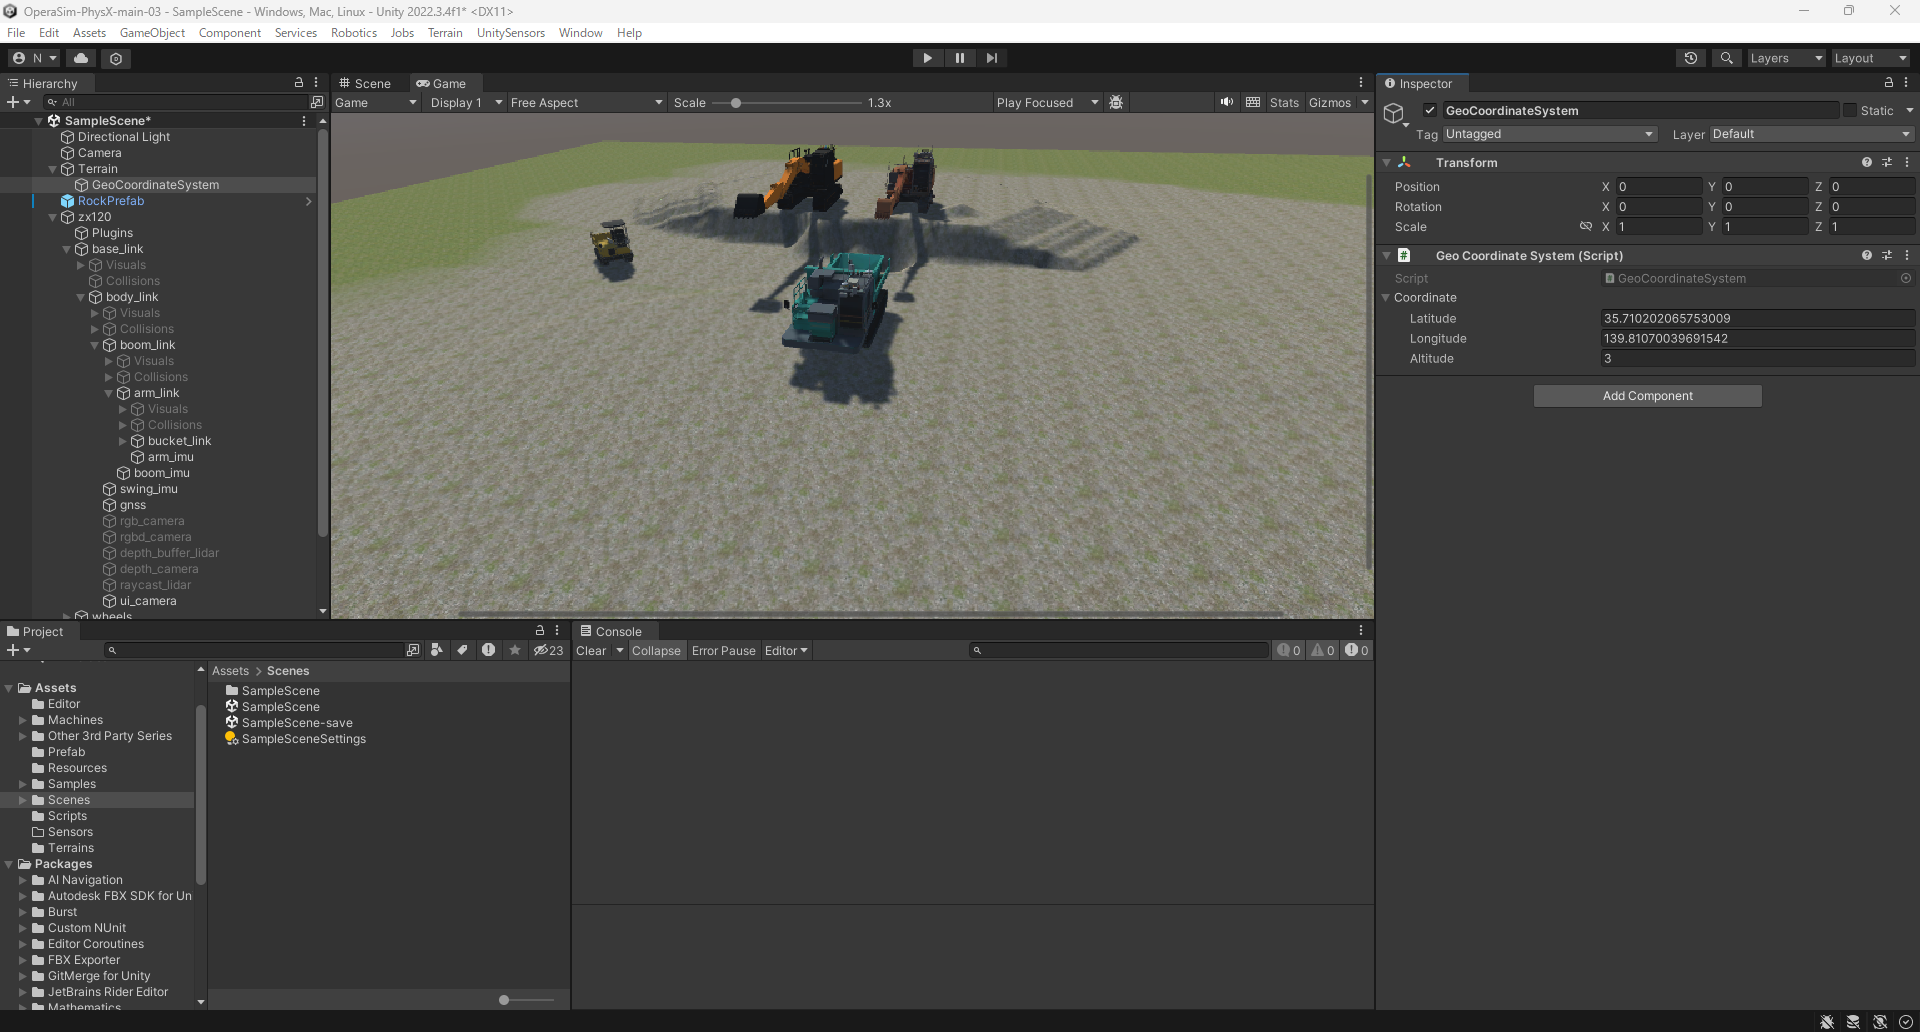 OperaSim-PhysX-main-03 - SampleScene - Windows, Mac, Linux - Unity 2022.3.4f1* <DX11>
File Edit Assets GameObject Component Services Robotics Jobs Terrain UnitySensors Window Help
N Layers Layout
Hierarchy
All
SampleScene*
Directional Light
Camera
Terrain
GeoCoordinateSystem
RockPrefab
zx120
Plugins
base_link
Visuals
Collisions
body_link
Visuals
Collisions
boom_link
Visuals
Collisions
arm_link
Visuals
Collisions
bucket_link
arm_imu
boom_imu
swing_imu
gnss
rgb_camera
rgbd_camera
depth_buffer_lidar
depth_camera
raycast_lidar
ui_camera
wheels
Scene Game
Game Display 1 Free Aspect Scale 1.3x Play Focused Stats Gizmos
Inspector
GeoCoordinateSystem Static
Tag Untagged Layer Default
Transform
Position X 0 Y 0 Z 0
Rotation X 0 Y 0 Z 0
Scale X 1 Y 1 Z 1
# Geo Coordinate System (Script)
Script GeoCoordinateSystem
Coordinate
Latitude 35.710202065753009
Longitude 139.81070039691542
Altitude 3
Add Component
Project
23
Assets
Editor
Machines
Other 3rd Party Series
Prefab
Resources
Samples
Scenes
Scripts
Sensors
Terrains
Packages
AI Navigation
Autodesk FBX SDK for Un
Burst
Custom NUnit
Editor Coroutines
FBX Exporter
GitMerge for Unity
JetBrains Rider Editor
Mathematics
Assets > Scenes
SampleScene
SampleScene
SampleScene-save
SampleSceneSettings
Console
Clear Collapse Error Pause Editor 0 0 0